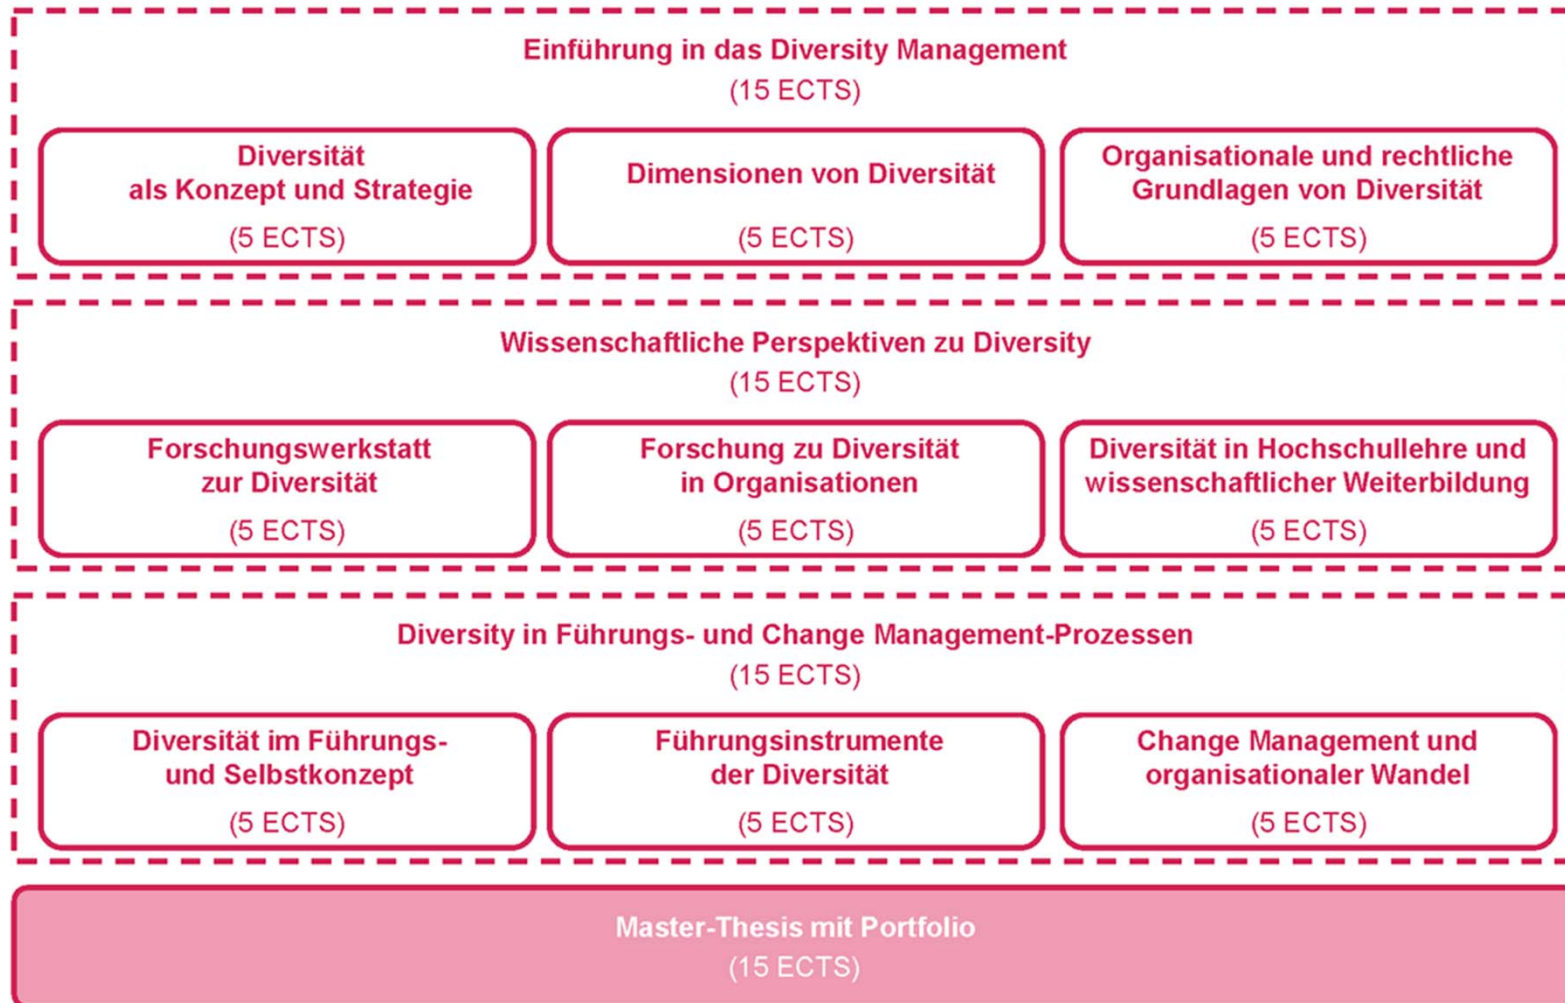 Einführung in das Diversity Management
(15 ECTS)
Diversität
als Konzept und Strategie
(5 ECTS)
Dimensionen von Diversität
(5 ECTS)
Organisationale und rechtliche
Grundlagen von Diversität
(5 ECTS)
Wissenschaftliche Perspektiven zu Diversity
(15 ECTS)
Forschungswerkstatt
zur Diversität
(5 ECTS)
Forschung zu Diversität
in Organisationen
(5 ECTS)
Diversität in Hochschullehre und
wissenschaftlicher Weiterbildung
(5 ECTS)
Diversity in Führungs- und Change Management-Prozessen
(15 ECTS)
Diversität im Führungs-
und Selbstkonzept
(5 ECTS)
Führungsinstrumente
der Diversität
(5 ECTS)
Change Management und
organisationaler Wandel
(5 ECTS)
Master-Thesis mit Portfolio
(15 ECTS)